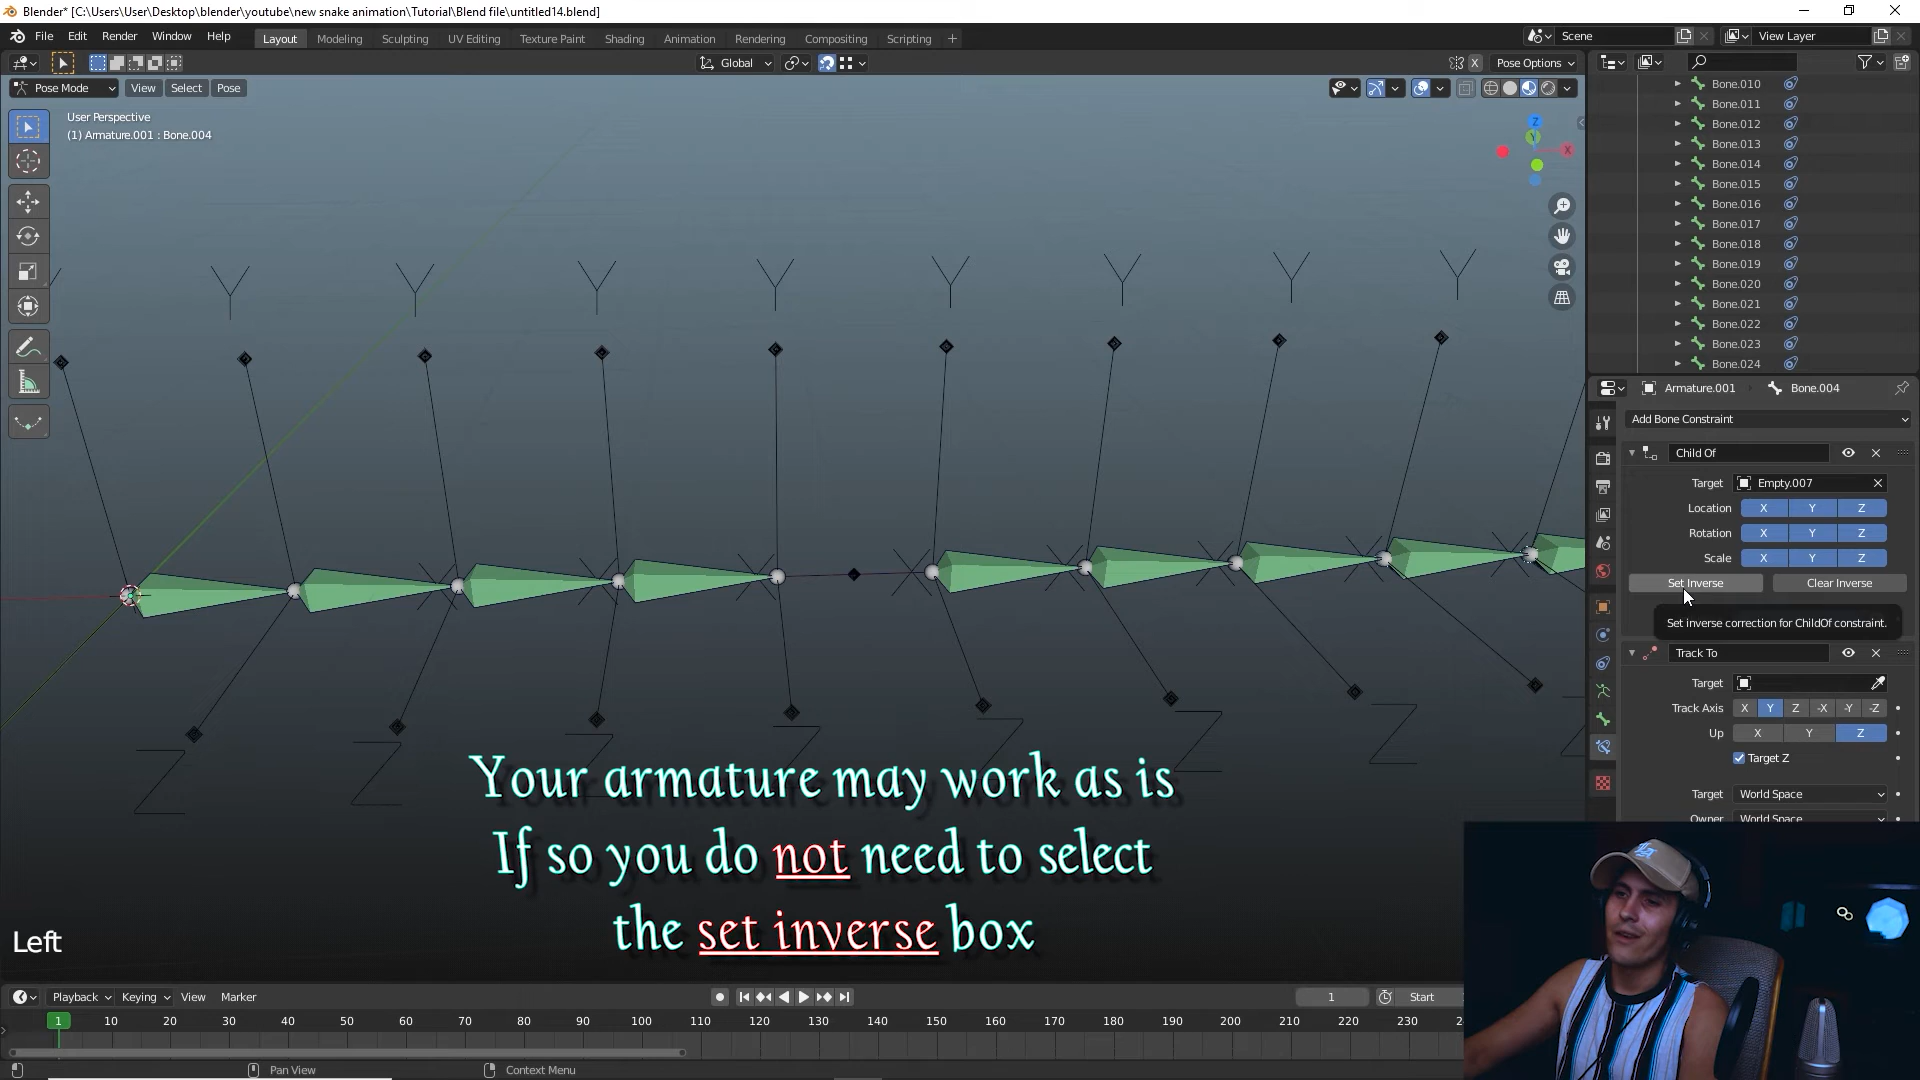 Blender* [C:\Users\User\Desktop\blender\youtube\new snake animation\Tutorial\Blend file\untitled14.blend]
File Edit Render Window Help Layout Modeling Sculpting UV Editing Texture Paint Shading Animation Rendering Compositing Scripting + Scene View Layer
Global X Pose Options
Pose Mode View Select Pose
User Perspective
(1) Armature.001 : Bone.004
Z
Y
X
Y Y Y Y Y Y Y Y
Z Z Z Z Z Z Z
Bone.010
Bone.011
Bone.012
Bone.013
Bone.014
Bone.015
Bone.016
Bone.017
Bone.018
Bone.019
Bone.020
Bone.021
Bone.022
Bone.023
Bone.024
Armature.001 > Bone.004
Add Bone Constraint
Child Of
Target Empty.007
Location X Y Z
Rotation X Y Z
Scale X Y Z
Set Inverse Clear Inverse
Set inverse correction for ChildOf constraint.
Track To
Target
Track Axis X Y Z -X -Y -Z
Up X Y Z
Target Z
Target World Space
Owner World Space
Your armature may work as is
If so you do not need to select
the set inverse box
Left
Playback Keying View Marker 1 Start
1 10 20 30 40 50 60 70 80 90 100 110 120 130 140 150 160 170 180 190 200 210 220 230
Pan View Context Menu